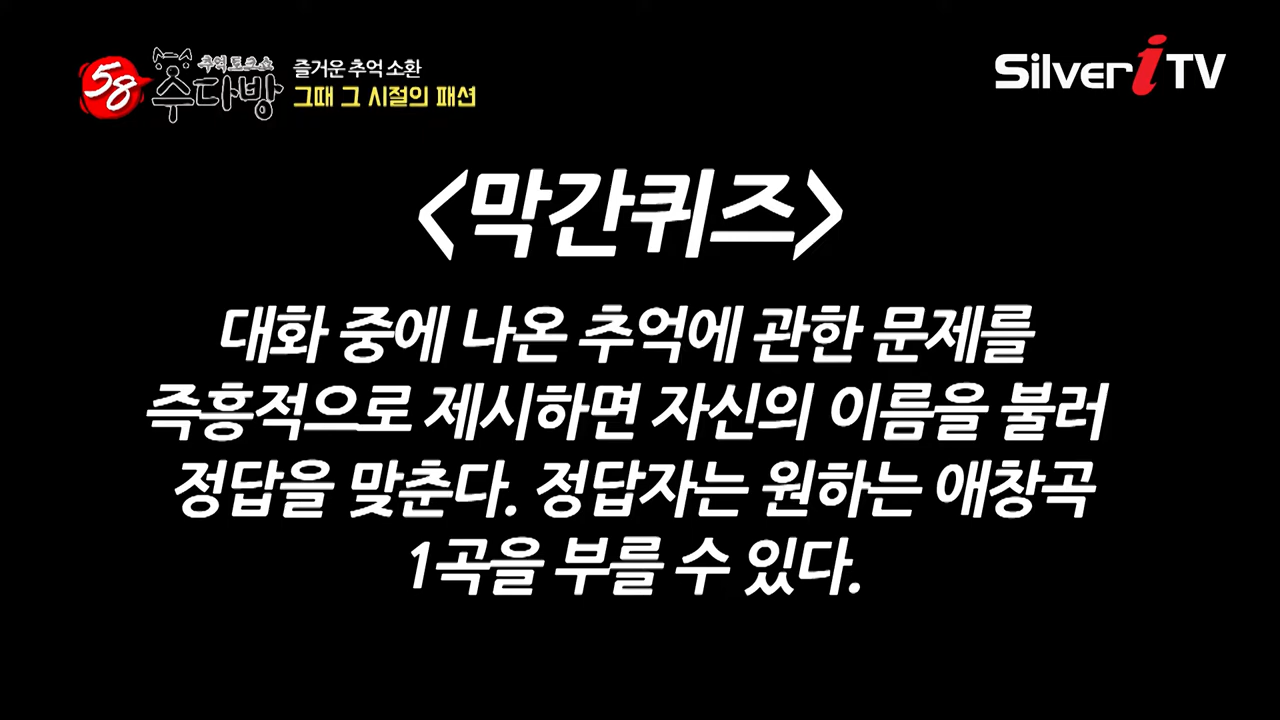 58
추억 토크쇼
수다방
즐거운 추억 소환
그때 그 시절의 패션
Silver i TV
<막간퀴즈>
대화 중에 나온 추억에 관한 문제를
즉흥적으로 제시하면 자신의 이름을 불러
정답을 맞춘다. 정답자는 원하는 애창곡
1곡을 부를 수 있다.